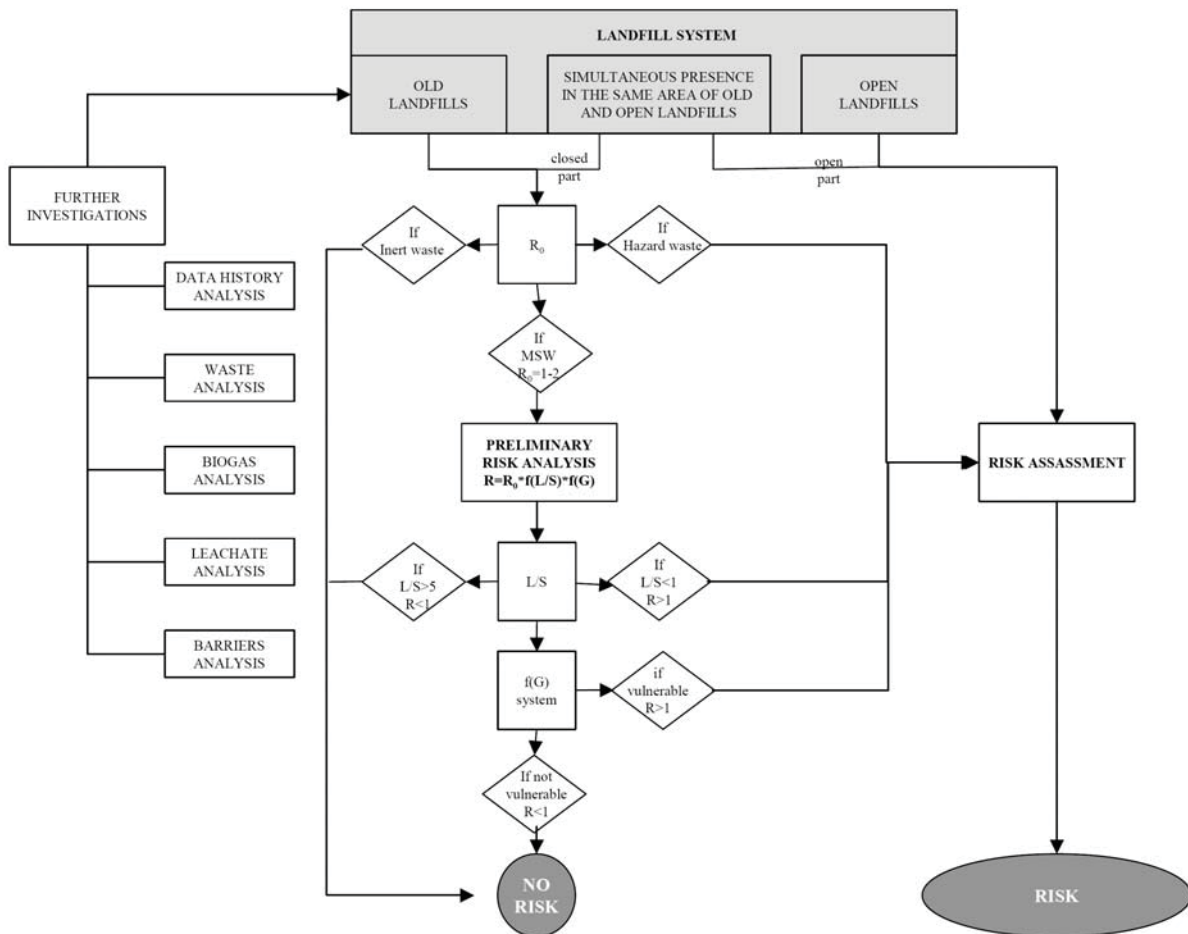 LANDFILL SYSTEM
OLD
LANDFILLS
SIMULTANEOUS PRESENCE
IN THE SAME AREA OF OLD
AND OPEN LANDFILLS
OPEN
LANDFILLS
closed
part
open
part
FURTHER
INVESTIGATIONS
If
Inert waste
R₀
If
Hazard waste
DATA HISTORY
ANALYSIS
If
MSW
R₀=1-2
WASTE
ANALYSIS
PRELIMINARY
RISK ANALYSIS
R=R₀*f(L/S)*f(G)
RISK ASSASSMENT
BIOGAS
ANALYSIS
LEACHATE
ANALYSIS
If
L/S>5
R<1
L/S
If
L/S<1
R>1
BARRIERS
ANALYSIS
f(G)
system
if
vulnerable
R>1
If not
vulnerable
R<1
NO
RISK
RISK